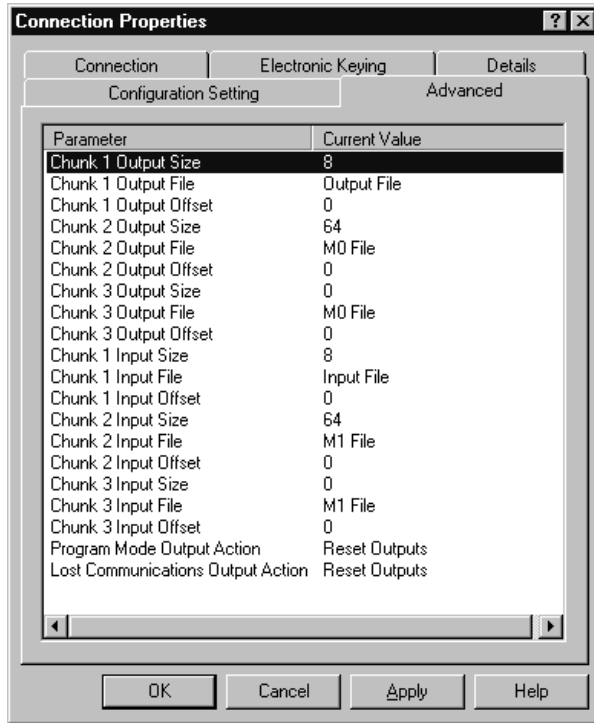 Connection Properties
Connection Electronic Keying Details
Configuration Setting Advanced
Parameter Current Value
Chunk 1 Output Size 8
Chunk 1 Output File Output File
Chunk 1 Output Offset 0
Chunk 2 Output Size 64
Chunk 2 Output File M0 File
Chunk 2 Output Offset 0
Chunk 3 Output Size 0
Chunk 3 Output File M0 File
Chunk 3 Output Offset 0
Chunk 1 Input Size 8
Chunk 1 Input File Input File
Chunk 1 Input Offset 0
Chunk 2 Input Size 64
Chunk 2 Input File M1 File
Chunk 2 Input Offset 0
Chunk 3 Input Size 0
Chunk 3 Input File M1 File
Chunk 3 Input Offset 0
Program Mode Output Action Reset Outputs
Lost Communications Output Action Reset Outputs
OK Cancel Apply Help